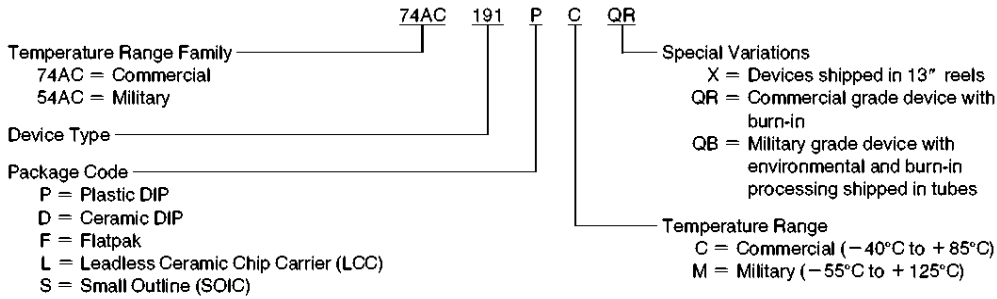 74AC 191 P C QR
Temperature Range Family
74AC = Commercial
54AC = Military
Device Type
Package Code
P = Plastic DIP
D = Ceramic DIP
F = Flatpak
L = Leadless Ceramic Chip Carrier (LCC)
S = Small Outline (SOIC)
Special Variations
X = Devices shipped in 13″ reels
QR = Commercial grade device with
burn-in
QB = Military grade device with
environmental and burn-in
processing shipped in tubes
Temperature Range
C = Commercial (−40°C to +85°C)
M = Military (−55°C to +125°C)